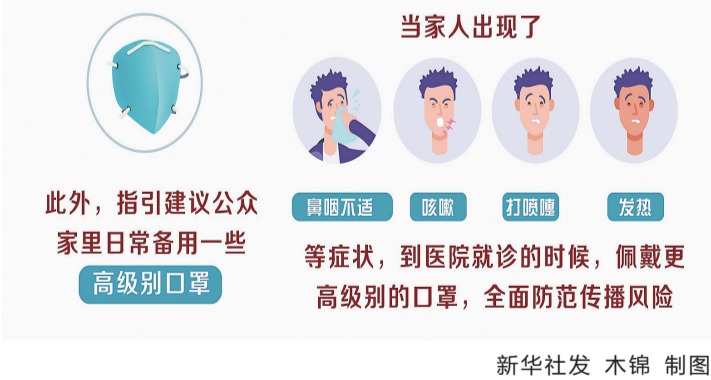 此外，指引建议公众
家里日常备用一些
高级别口罩
当家人出现了
鼻咽不适
咳嗽
打喷嚏
发热
等症状，到医院就诊的时候，佩戴更
高级别的口罩，全面防范传播风险
新华社发 木锦 制图